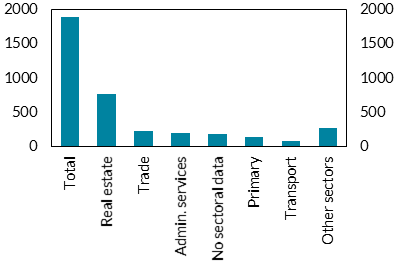 2000 2000
1500 1500
1000 1000
500 500
0 0
Total
Real estate
Trade
Admin. services
No sectoral data
Primary
Transport
Other sectors